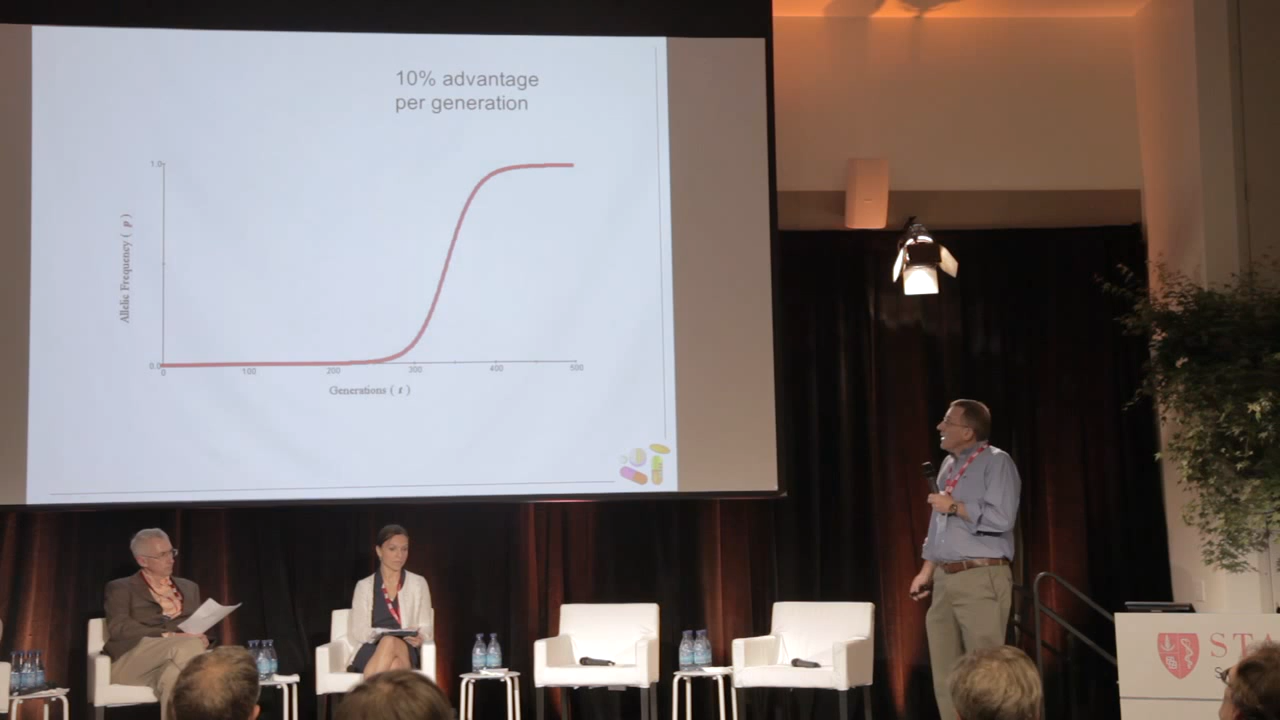 10% advantage
per generation
1.0
Allelic Frequency ( p )
0.0
0 100 200 300 400 500
Generations ( t )
STA
S